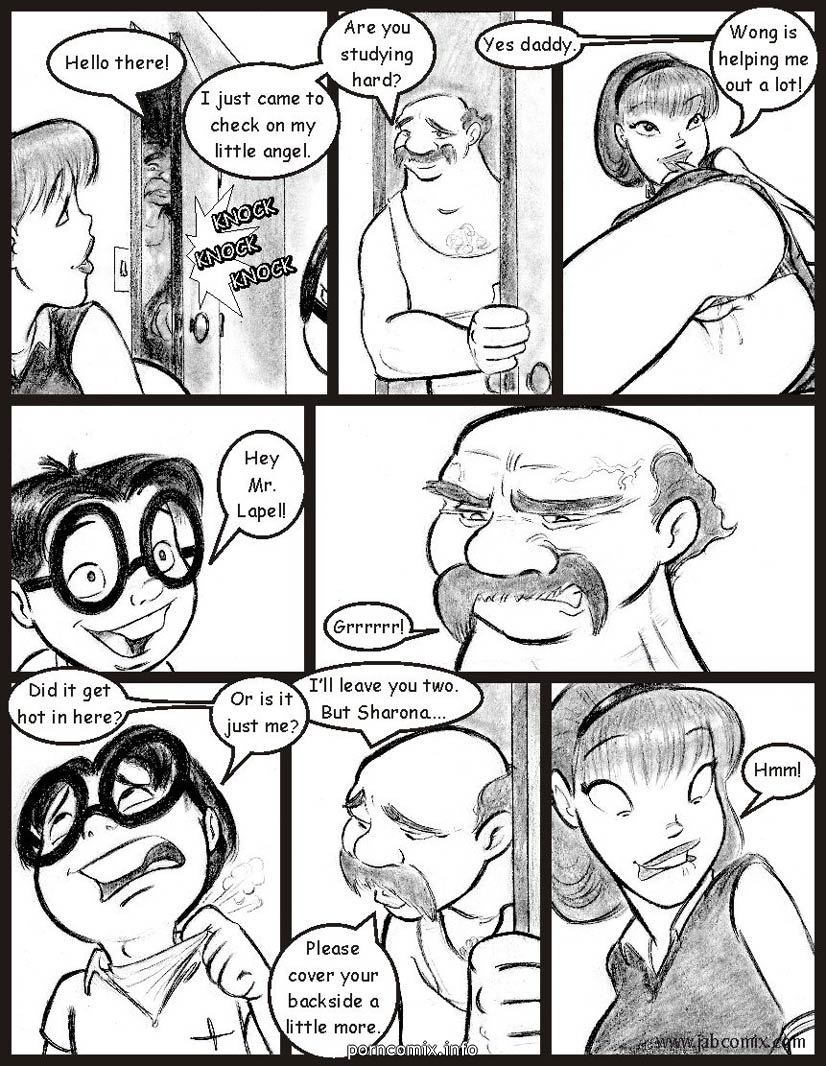 Hello there!
KNOCK
KNOCK
KNOCK
I just came to
check on my
little angel.
Are you
studying
hard?
Yes daddy.
Wong is
helping me
out a lot!
Hey
Mr.
Lapel!
Grrrrrr!
Did it get
hot in here?
Or is it
just me?
I'll leave you two.
But Sharona...
Please
cover your
backside a
little more.
Hmm!
www.jabcomix.com
porncomix.info